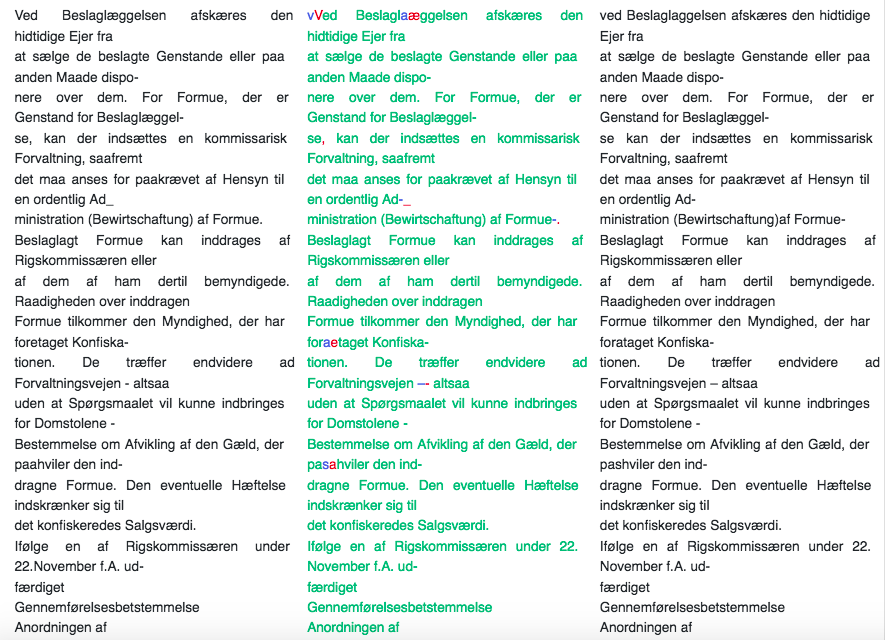 Ved Beslaglæggelsen afskæres den
hidtidige Ejer fra
at sælge de beslagte Genstande eller paa
anden Maade dispo-
nere over dem. For Formue, der er
Genstand for Beslaglæggel-
se, kan der indsættes en kommissarisk
Forvaltning, saafremt
det maa anses for paakrævet af Hensyn til
en ordentlig Ad_
ministration (Bewirtschaftung) af Formue.
Beslaglagt Formue kan inddrages af
Rigskommissæren eller
af dem af ham dertil bemyndigede.
Raadigheden over inddragen
Formue tilkommer den Myndighed, der har
foretaget Konfiska-
tionen. De træffer endvidere ad
Forvaltningsvejen - altsaa
uden at Spørgsmaalet vil kunne indbringes
for Domstolene -
Bestemmelse om Afvikling af den Gæld, der
paahviler den ind-
dragne Formue. Den eventuelle Hæftelse
indskrænker sig til
det konfiskeredes Salgsværdi.
Ifølge en af Rigskommissæren under
22.November f.A. ud-
færdiget
Gennemførelsesbetstemmelse
Anordningen af
vVed Beslaglaaæggelsen afskæres den
hidtidige Ejer fra
at sælge de beslagte Genstande eller paa
anden Maade dispo-
nere over dem. For Formue, der er
Genstand for Beslaglæggel-
se, kan der indsættes en kommissarisk
Forvaltning, saafremt
det maa anses for paakrævet af Hensyn til
en ordentlig Ad-_
ministration (Bewirtschaftung) af Formue-.
Beslaglagt Formue kan inddrages af
Rigskommissæren eller
af dem af ham dertil bemyndigede.
Raadigheden over inddragen
Formue tilkommer den Myndighed, der har
foraetaget Konfiska-
tionen. De træffer endvidere ad
Forvaltningsvejen –- altsaa
uden at Spørgsmaalet vil kunne indbringes
for Domstolene -
Bestemmelse om Afvikling af den Gæld, der
pasahviler den ind-
dragne Formue. Den eventuelle Hæftelse
indskrænker sig til
det konfiskeredes Salgsværdi.
Ifølge en af Rigskommissæren under 22.
November f.A. ud-
færdiget
Gennemførelsesbetstemmelse
Anordningen af
ved Beslaglaggelsen afskæres den hidtidige
Ejer fra
at sælge de beslagte Genstande eller paa
anden Maade dispo-
nere over dem. For Formue, der er
Genstand for Beslaglæggel-
se kan der indsættes en kommissarisk
Forvaltning, saafremt
det maa anses for paakrævet af Hensyn til
en ordentlig Ad-
ministration (Bewirtschaftung)af Formue-
Beslaglagt Formue kan inddrages af
Rigskommissæren eller
af dem af ham dertil bemyndigede.
Raadigheden over inddragen
Formue tilkommer den Myndighed, der har
forataget Konfiska-
tionen. De træffer endvidere ad
Forvaltningsvejen – altsaa
uden at Spørgsmaalet vil kunne indbringes
for Domstolene -
Bestemmelse om Afvikling af den Gæld, der
pashviler den ind-
dragne Formue. Den eventuelle Hæftelse
indskrænker sig til
det konfiskeredes Salgsværdi.
Ifølge en af Rigskommissæren under 22.
November f.A. ud-
færdiget
Gennemførelsesbetstemmelse
Anordningen af